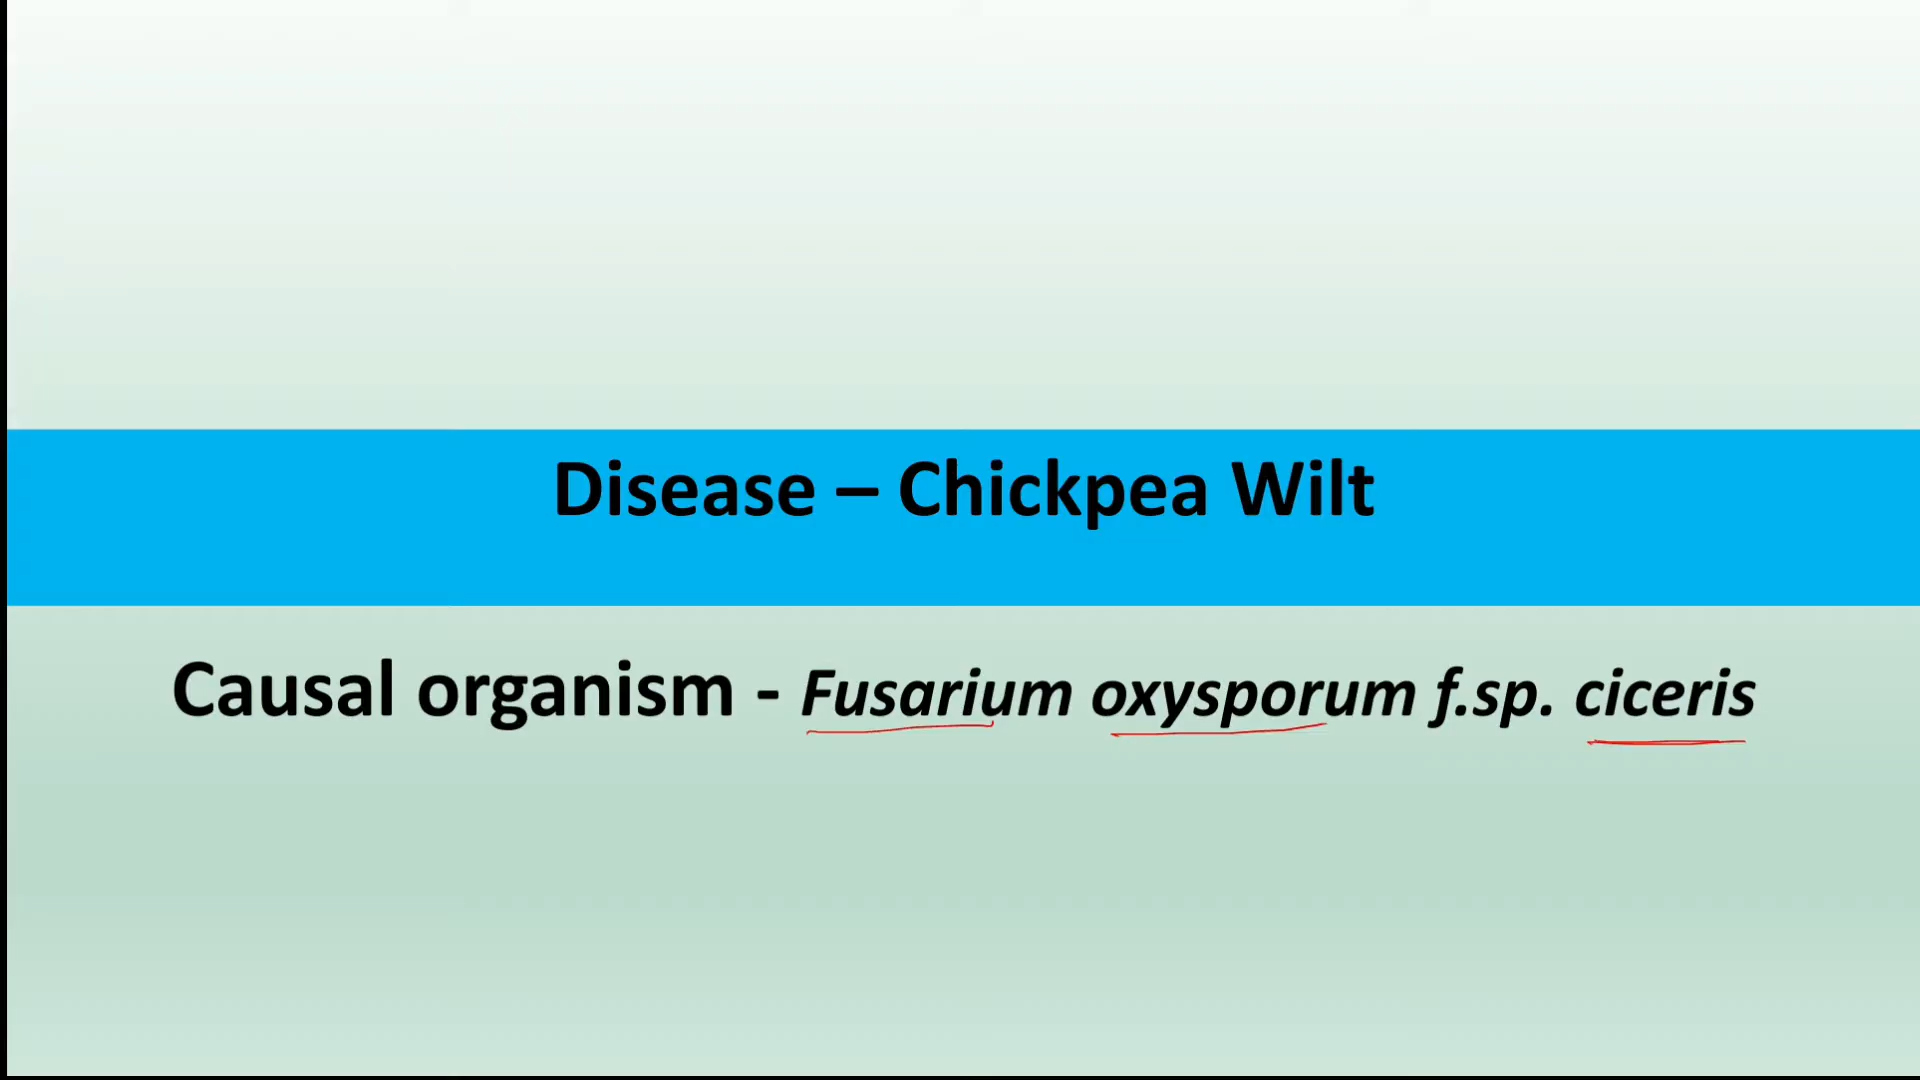 Disease – Chickpea Wilt
Causal organism - Fusarium oxysporum f.sp. ciceris